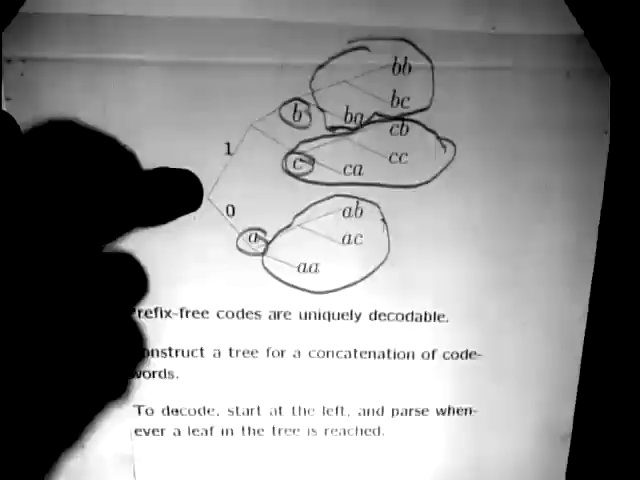 bb
b
bc
ba
cb
1
cc
c
ca
0
ab
a
ac
aa
refix-free codes are uniquely decodable.
onstruct a tree for a concatenation of code-
words.
To decode, start at the left, and parse when-
ever a leaf in the tree is reached.